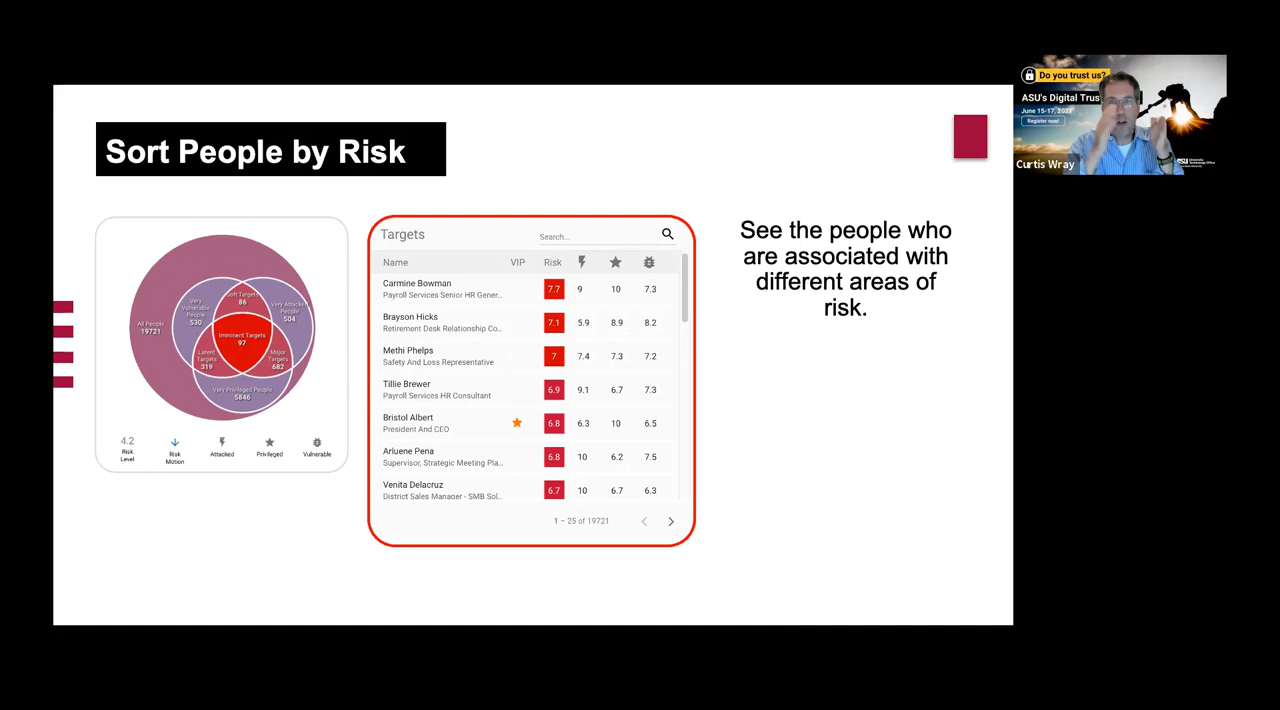 Sort People by Risk
All People
19721
Very
Vulnerable
People
530
Soft Targets
86
Very Attacked
People
504
Imminent Targets
97
Latent
Targets
319
Major
Targets
682
Very Privileged People
5846
4.2
Risk
Level
Risk
Motion
Attacked
Privileged
Vulnerable
Targets
Search...
Name VIP Risk
Carmine Bowman
Payroll Services Senior HR Gener..
7.7 9 10 7.3
Brayson Hicks
Retirement Desk Relationship Co..
7.1 5.9 8.9 8.2
Methi Phelps
Safety And Loss Representative
7 7.4 7.3 7.2
Tillie Brewer
Payroll Services HR Consultant
6.9 9.1 6.7 7.3
Bristol Albert
President And CEO
6.8 6.3 10 6.5
Arluene Pena
Supervisor, Strategic Meeting Pla...
6.8 10 6.2 7.5
Venita Delacruz
District Sales Manager - SMB Sol..
6.7 10 6.7 6.3
1 – 25 of 19721
See the people who
are associated with
different areas of
risk.
Do you trust us?
ASU's Digital Trus
June 15-17, 202
Register now!
Curtis Wray
ASU